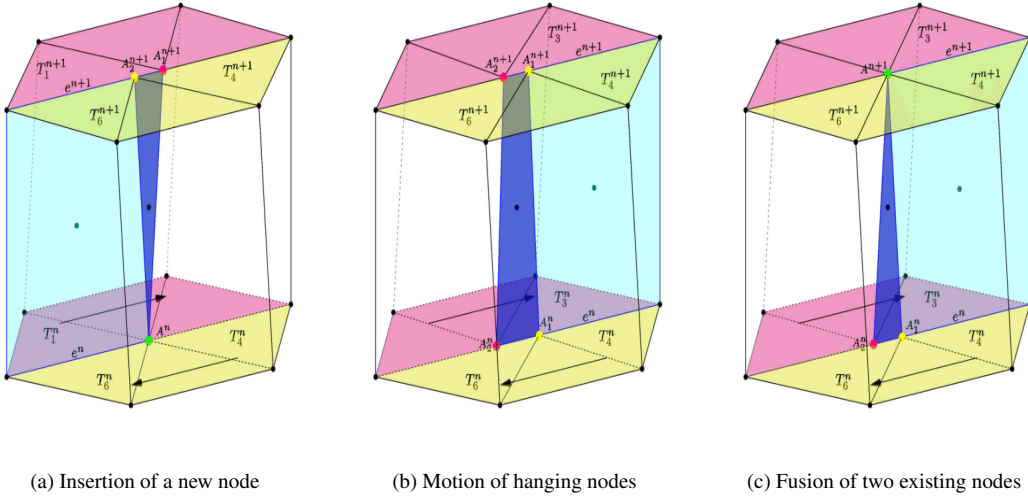 T_1^{n+1} A_2^{n+1} A_1^{n+1} T_4^{n+1}
e^{n+1}
T_6^{n+1}
T_1^n A^n T_4^n
e^n
T_6^n
(a) Insertion of a new node
T_3^{n+1}
A_2^{n+1} A_1^{n+1} e^{n+1}
T_4^{n+1}
T_6^{n+1}
T_3^n
A_2^n A_1^n e^n
T_4^n
T_6^n
(b) Motion of hanging nodes
T_3^{n+1}
A^{n+1} e^{n+1}
T_4^{n+1}
T_6^{n+1}
T_3^n
A_2^n A_1^n e^n
T_4^n
T_6^n
(c) Fusion of two existing nodes